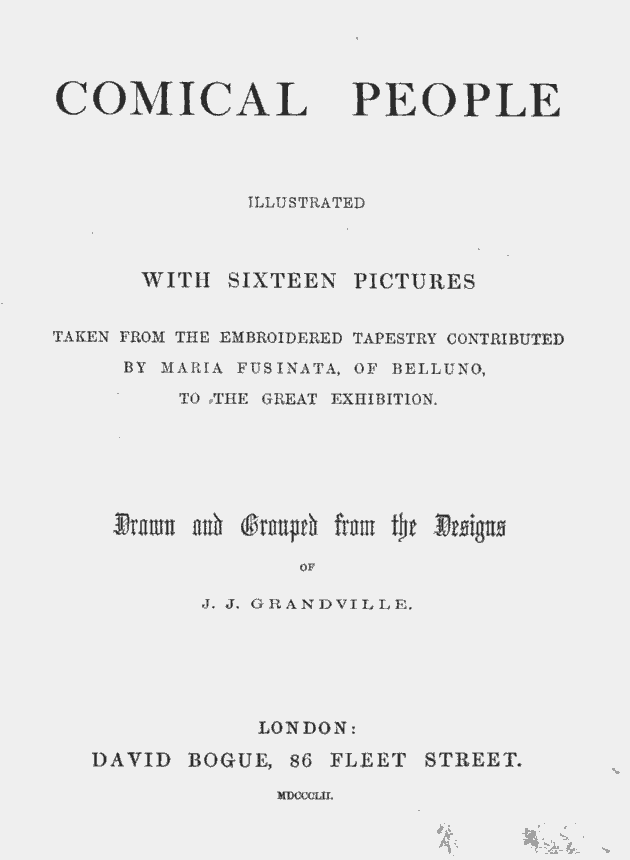 COMICAL PEOPLE
ILLUSTRATED
WITH SIXTEEN PICTURES
TAKEN FROM THE EMBROIDERED TAPESTRY CONTRIBUTED
BY MARIA FUSINATA, OF BELLUNO,
TO THE GREAT EXHIBITION.
Drawn and Grouped from the Designs
OF
J. J. GRANDVILLE.
LONDON:
DAVID BOGUE, 86 FLEET STREET.
MDCCCLII.